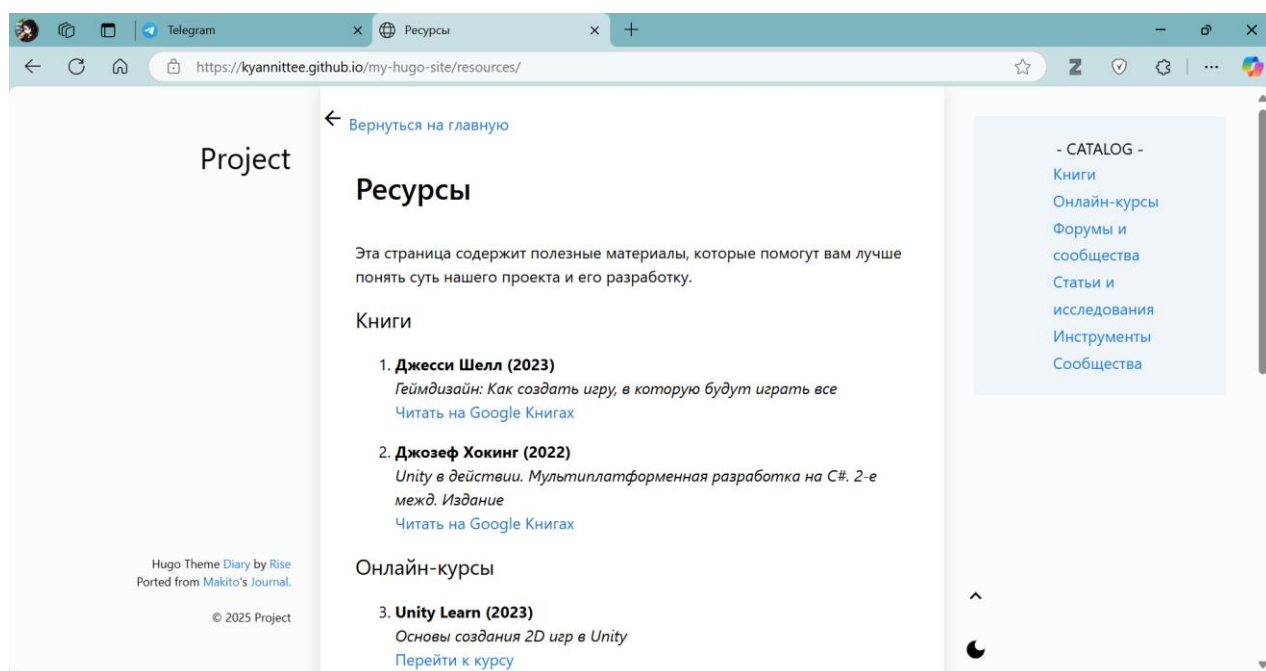 Telegram
Ресурсы
https://kyannittee.github.io/my-hugo-site/resources/
Project
Hugo Theme Diary by Rise
Ported from Makito's Journal.
© 2025 Project
Вернуться на главную
Ресурсы
Эта страница содержит полезные материалы, которые помогут вам лучше
понять суть нашего проекта и его разработку.
Книги
1. Джесси Шелл (2023)
Геймдизайн: Как создать игру, в которую будут играть все
Читать на Google Книгах
2. Джозеф Хокинг (2022)
Unity в действии. Мультиплатформенная разработка на C#. 2-е
межд. Издание
Читать на Google Книгах
Онлайн-курсы
3. Unity Learn (2023)
Основы создания 2D игр в Unity
Перейти к курсу
- CATALOG -
Книги
Онлайн-курсы
Форумы и
сообщества
Статьи и
исследования
Инструменты
Сообщества